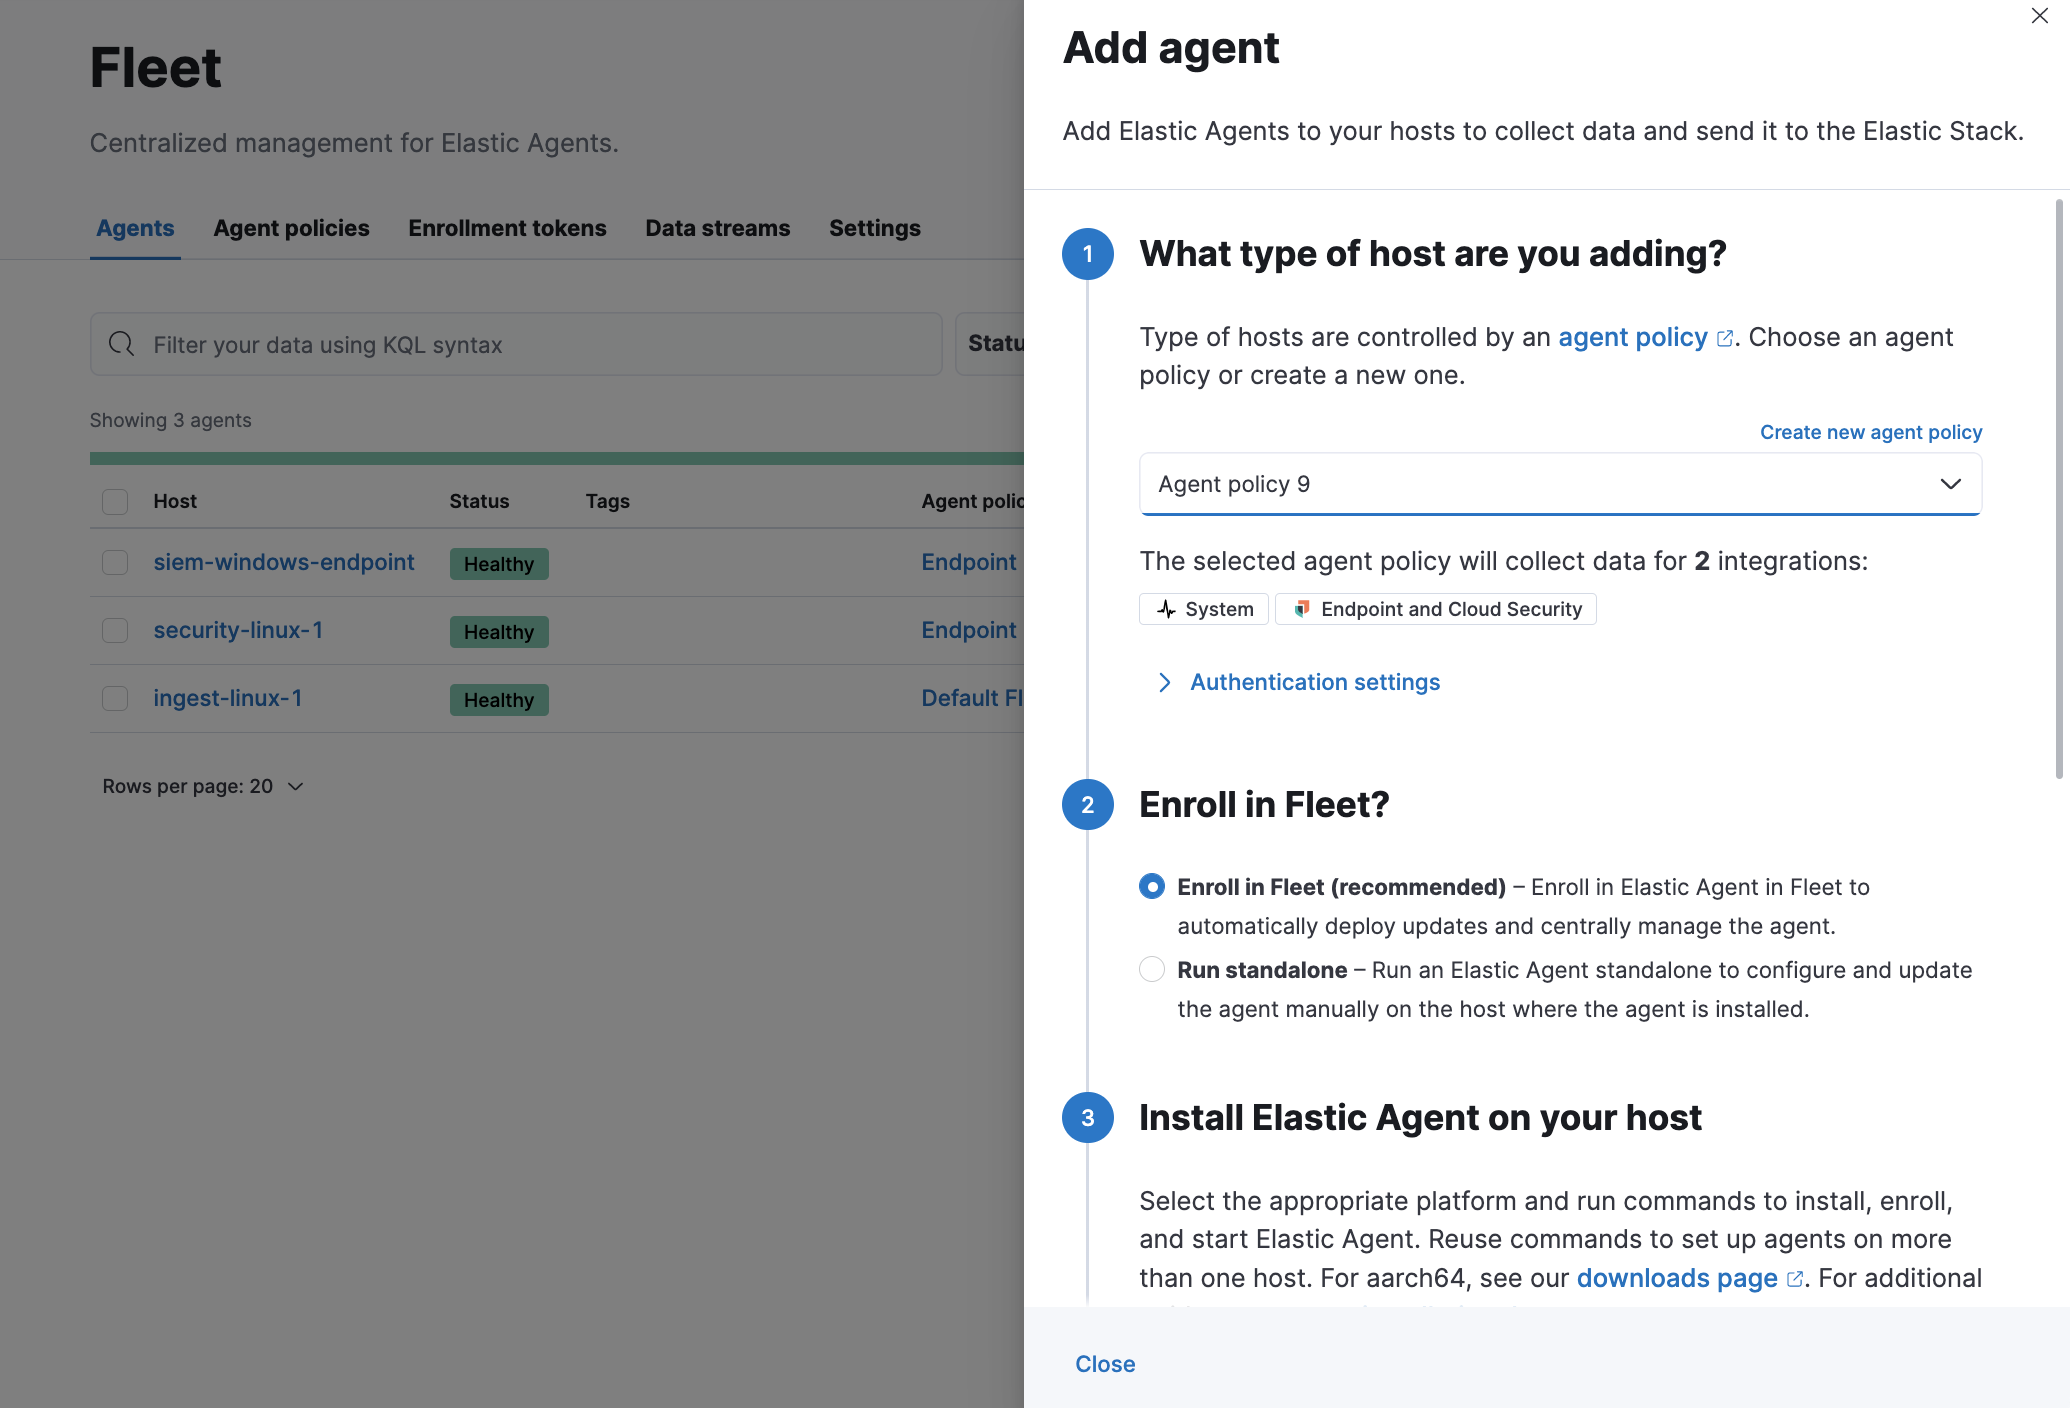 Fleet
Centralized management for Elastic Agents.
Agents
Agent policies
Enrollment tokens
Data streams
Settings
Filter your data using KQL syntax
Showing 3 agents
Host
Status
Tags
siem-windows-endpoint
Healthy
Endpoint
security-linux-1
Healthy
Endpoint
ingest-linux-1
Healthy
Default
Rows per page: 20
Add agent
Add Elastic Agents to your hosts to collect data and send it to the Elastic Stack.
1
What type of host are you adding?
Type of hosts are controlled by an agent policy. Choose an agent
policy or create a new one.
Create new agent policy
Agent policy 9
The selected agent policy will collect data for 2 integrations:
System
Endpoint and Cloud Security
Authentication settings
2
Enroll in Fleet?
Enroll in Fleet (recommended) – Enroll in Elastic Agent in Fleet to
automatically deploy updates and centrally manage the agent.
Run standalone – Run an Elastic Agent standalone to configure and update
the agent manually on the host where the agent is installed.
3
Install Elastic Agent on your host
Select the appropriate platform and run commands to install, enroll,
and start Elastic Agent. Reuse commands to set up agents on more
than one host. For aarch64, see our downloads page. For additional
Close